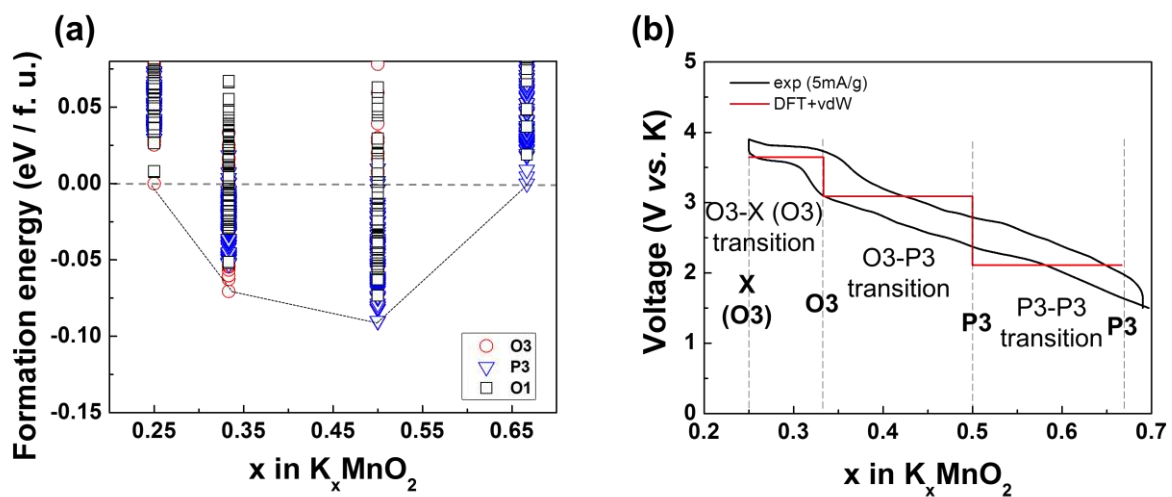 (a)
Formation energy (eV / f. u.)
0.05
0.00
-0.05
-0.10
-0.15
0.25
0.35
0.45
0.55
0.65
x in KₓMnO₂
O3
P3
O1
(b)
Voltage (V vs. K)
5
4
3
2
1
0
0.2
0.3
0.4
0.5
0.6
0.7
x in KₓMnO₂
exp (5mA/g)
DFT+vdW
O3-X (O3)
transition
X
(O3)
O3
O3-P3
transition
P3
P3-P3
transition
P3